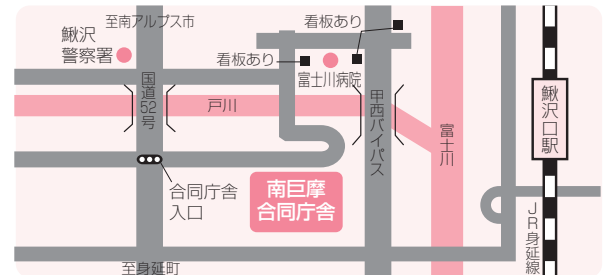 至南アルプス市
看板あり
鰍沢
警察署
看板あり
富士川病院
国道52号
戸川
甲西バイパス
富士川
鰍沢口駅
合同庁舎
入口
南巨摩
合同庁舎
JR身延線
至身延町